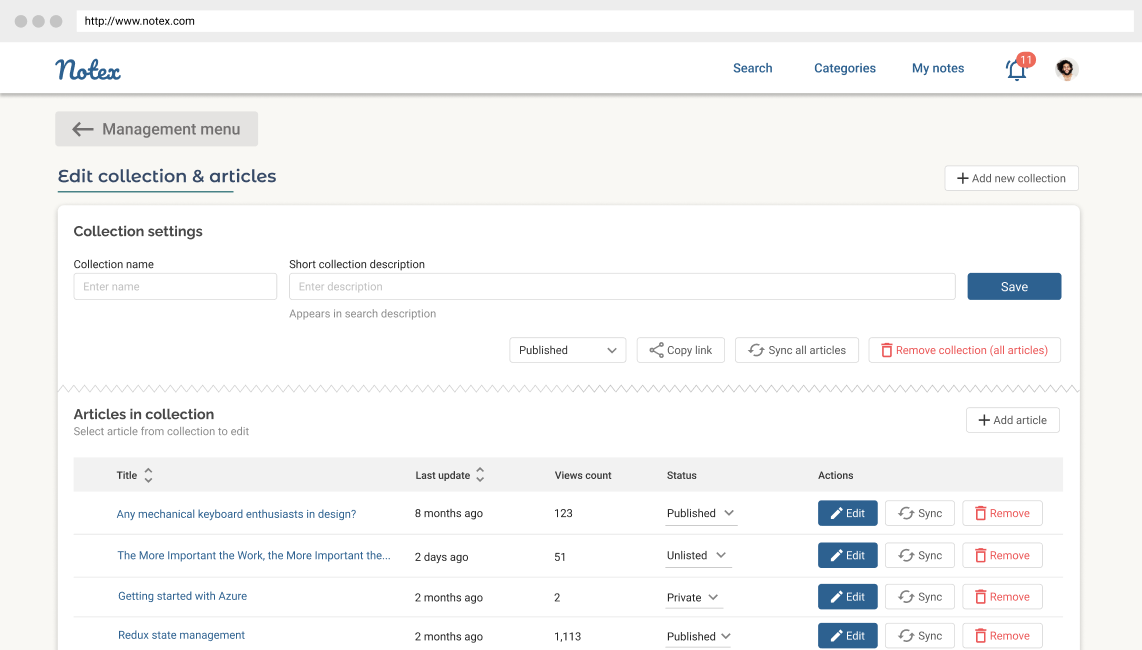 http://www.notex.com
Notex
Search Categories My notes 11
Management menu
Edit collection & articles
Add new collection
Collection settings
Collection name Short collection description
Enter name Enter description Save
Appears in search description
Published Copy link Sync all articles Remove collection (all articles)
Articles in collection
Select article from collection to edit
Add article
Title Last update Views count Status Actions
Any mechanical keyboard enthusiasts in design? 8 months ago 123 Published Edit Sync Remove
The More Important the Work, the More Important the... 2 days ago 51 Unlisted Edit Sync Remove
Getting started with Azure 2 months ago 2 Private Edit Sync Remove
Redux state management 2 months ago 1,113 Published Edit Sync Remove